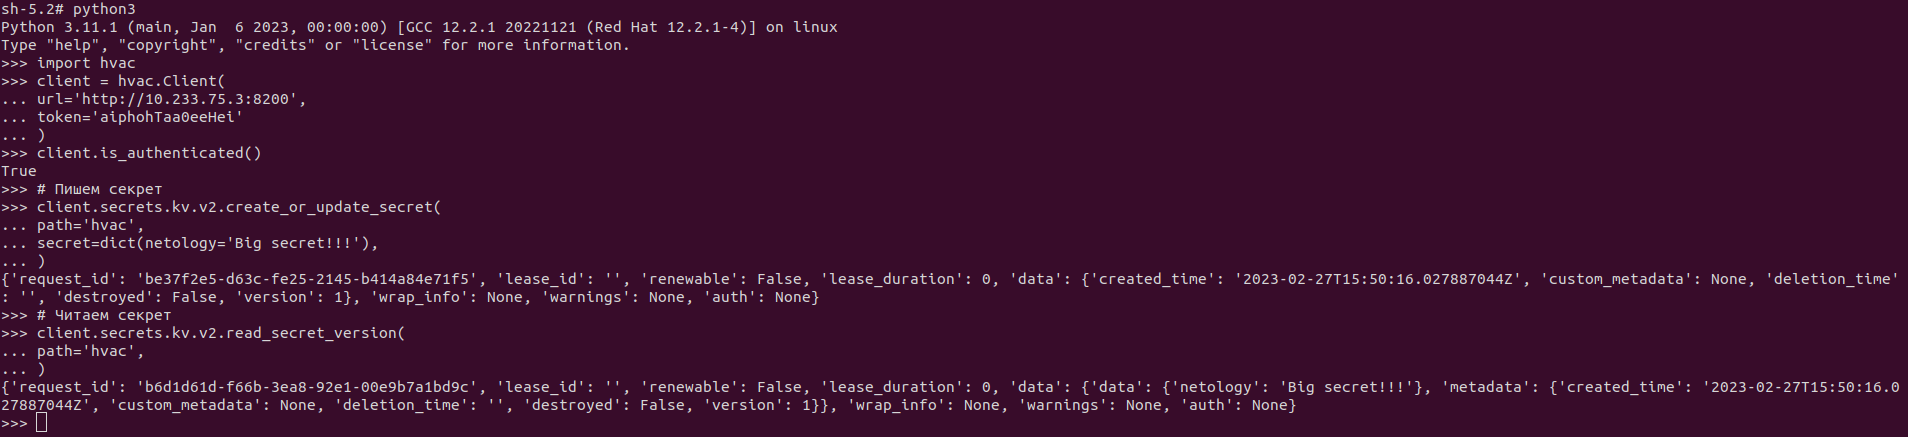 sh-5.2# python3
Python 3.11.1 (main, Jan  6 2023, 00:00:00) [GCC 12.2.1 20221121 (Red Hat 12.2.1-4)] on linux
Type "help", "copyright", "credits" or "license" for more information.
>>> import hvac
>>> client = hvac.Client(
... url='http://10.233.75.3:8200',
... token='aiphohTaa0eeHei'
... )
>>> client.is_authenticated()
True
>>> # Пишем секрет
>>> client.secrets.kv.v2.create_or_update_secret(
... path='hvac',
... secret=dict(netology='Big secret!!!'),
... )
{'request_id': 'be37f2e5-d63c-fe25-2145-b414a84e71f5', 'lease_id': '', 'renewable': False, 'lease_duration': 0, 'data': {'created_time': '2023-02-27T15:50:16.027887044Z', 'custom_metadata': None, 'deletion_time'
: '', 'destroyed': False, 'version': 1}, 'wrap_info': None, 'warnings': None, 'auth': None}
>>> # Читаем секрет
>>> client.secrets.kv.v2.read_secret_version(
... path='hvac',
... )
{'request_id': 'b6d1d61d-f66b-3ea8-92e1-00e9b7a1bd9c', 'lease_id': '', 'renewable': False, 'lease_duration': 0, 'data': {'data': {'netology': 'Big secret!!!'}, 'metadata': {'created_time': '2023-02-27T15:50:16.0
27887044Z', 'custom_metadata': None, 'deletion_time': '', 'destroyed': False, 'version': 1}}, 'wrap_info': None, 'warnings': None, 'auth': None}
>>>